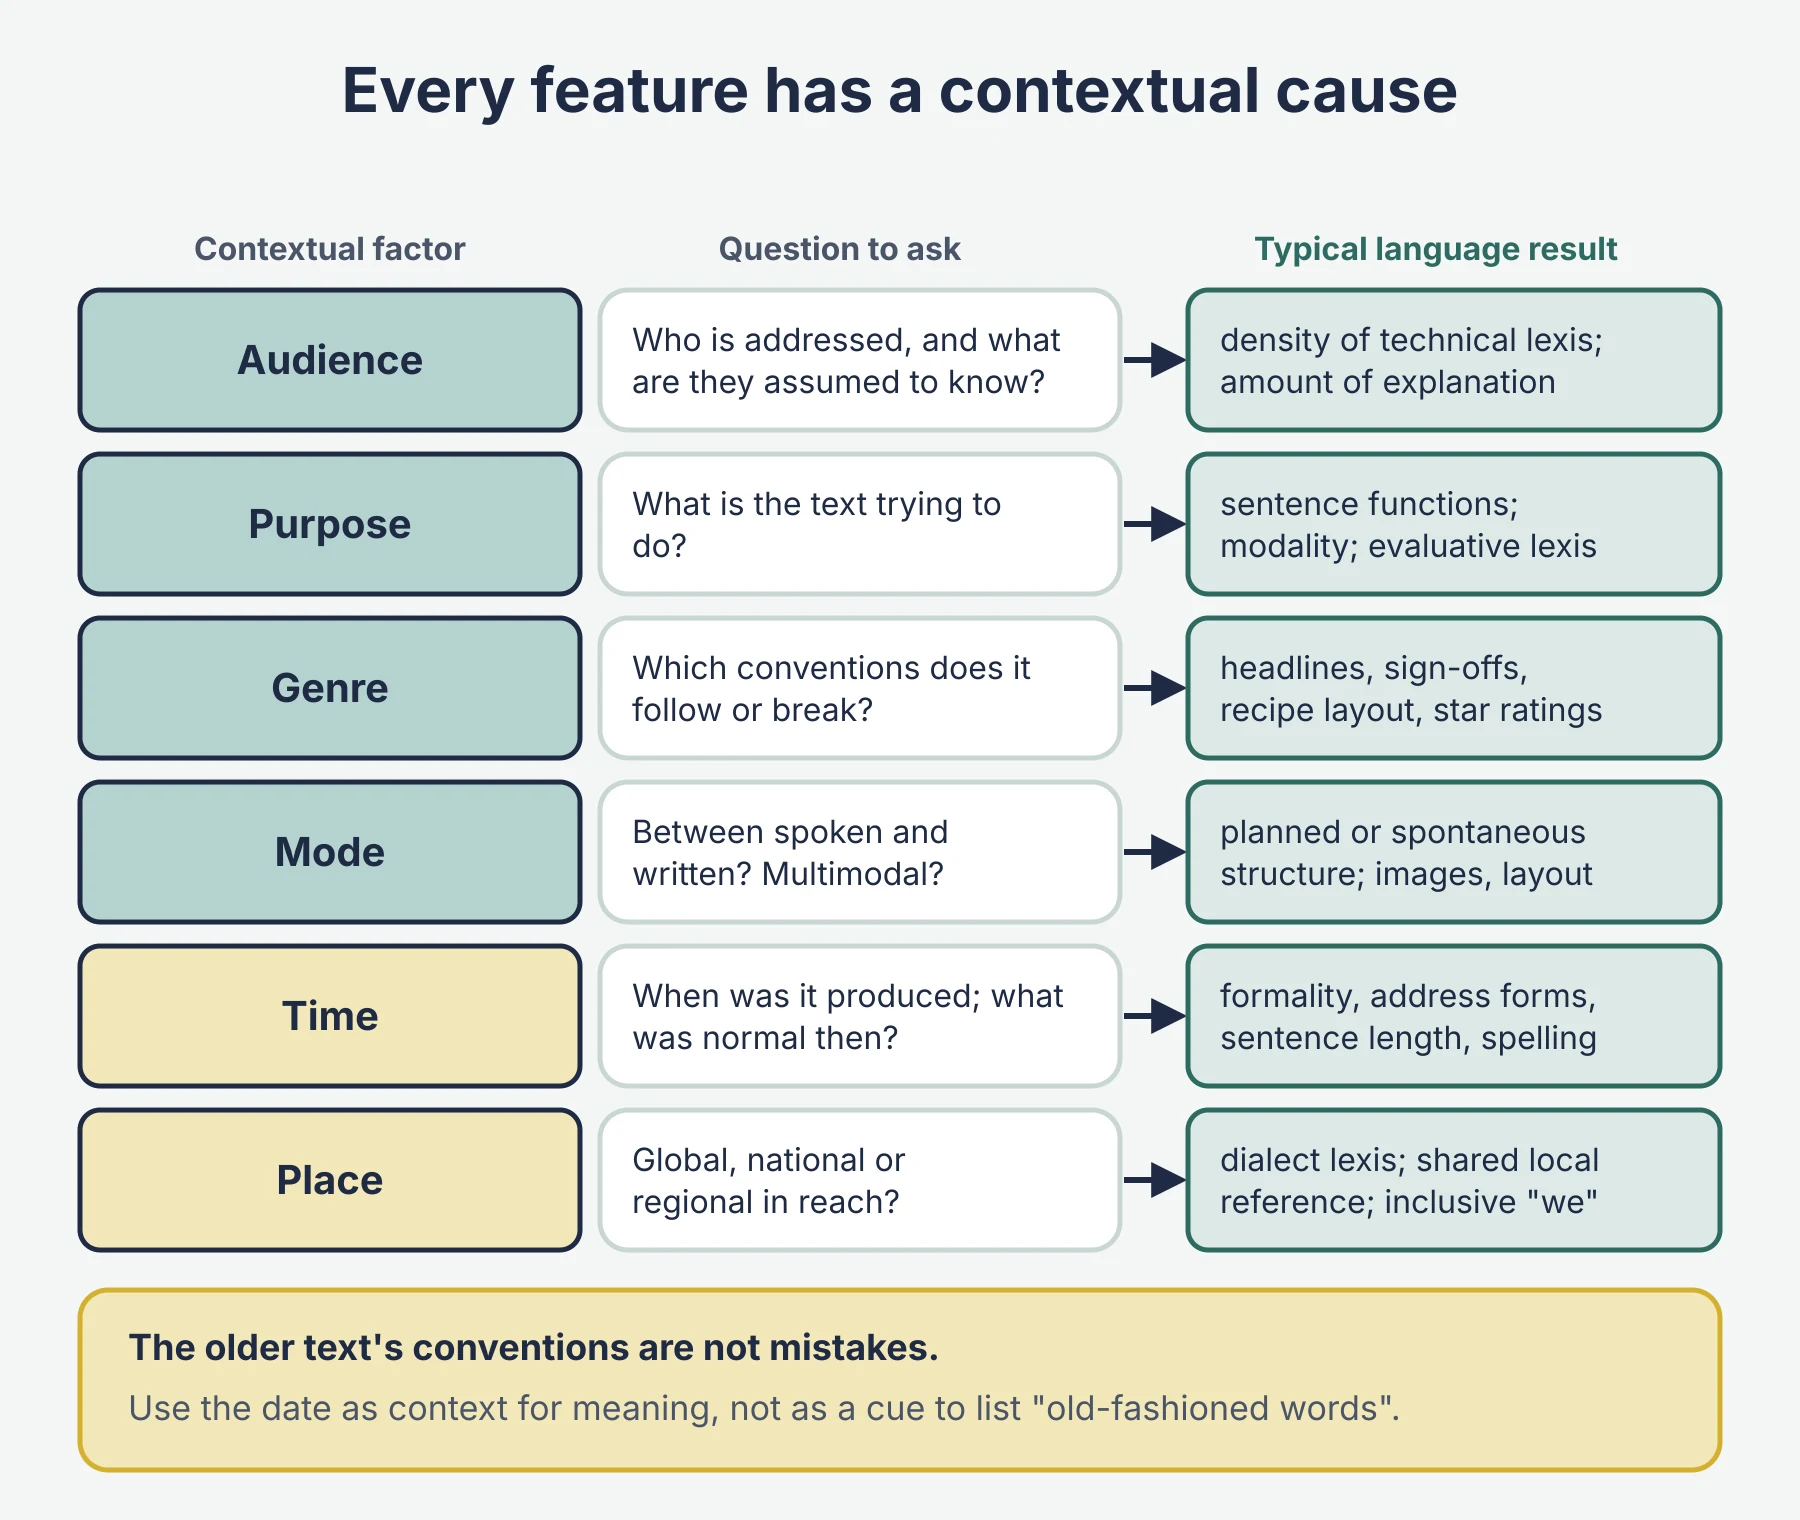 Every feature has a contextual cause
Contextual factor
Question to ask
Typical language result
Audience
Who is addressed, and what
are they assumed to know?
density of technical lexis;
amount of explanation
Purpose
What is the text trying to
do?
sentence functions;
modality; evaluative lexis
Genre
Which conventions does it
follow or break?
headlines, sign-offs,
recipe layout, star ratings
Mode
Between spoken and
written? Multimodal?
planned or spontaneous
structure; images, layout
Time
When was it produced; what
was normal then?
formality, address forms,
sentence length, spelling
Place
Global, national or
regional in reach?
dialect lexis; shared local
reference; inclusive "we"
The older text's conventions are not mistakes.
Use the date as context for meaning, not as a cue to list "old-fashioned words".